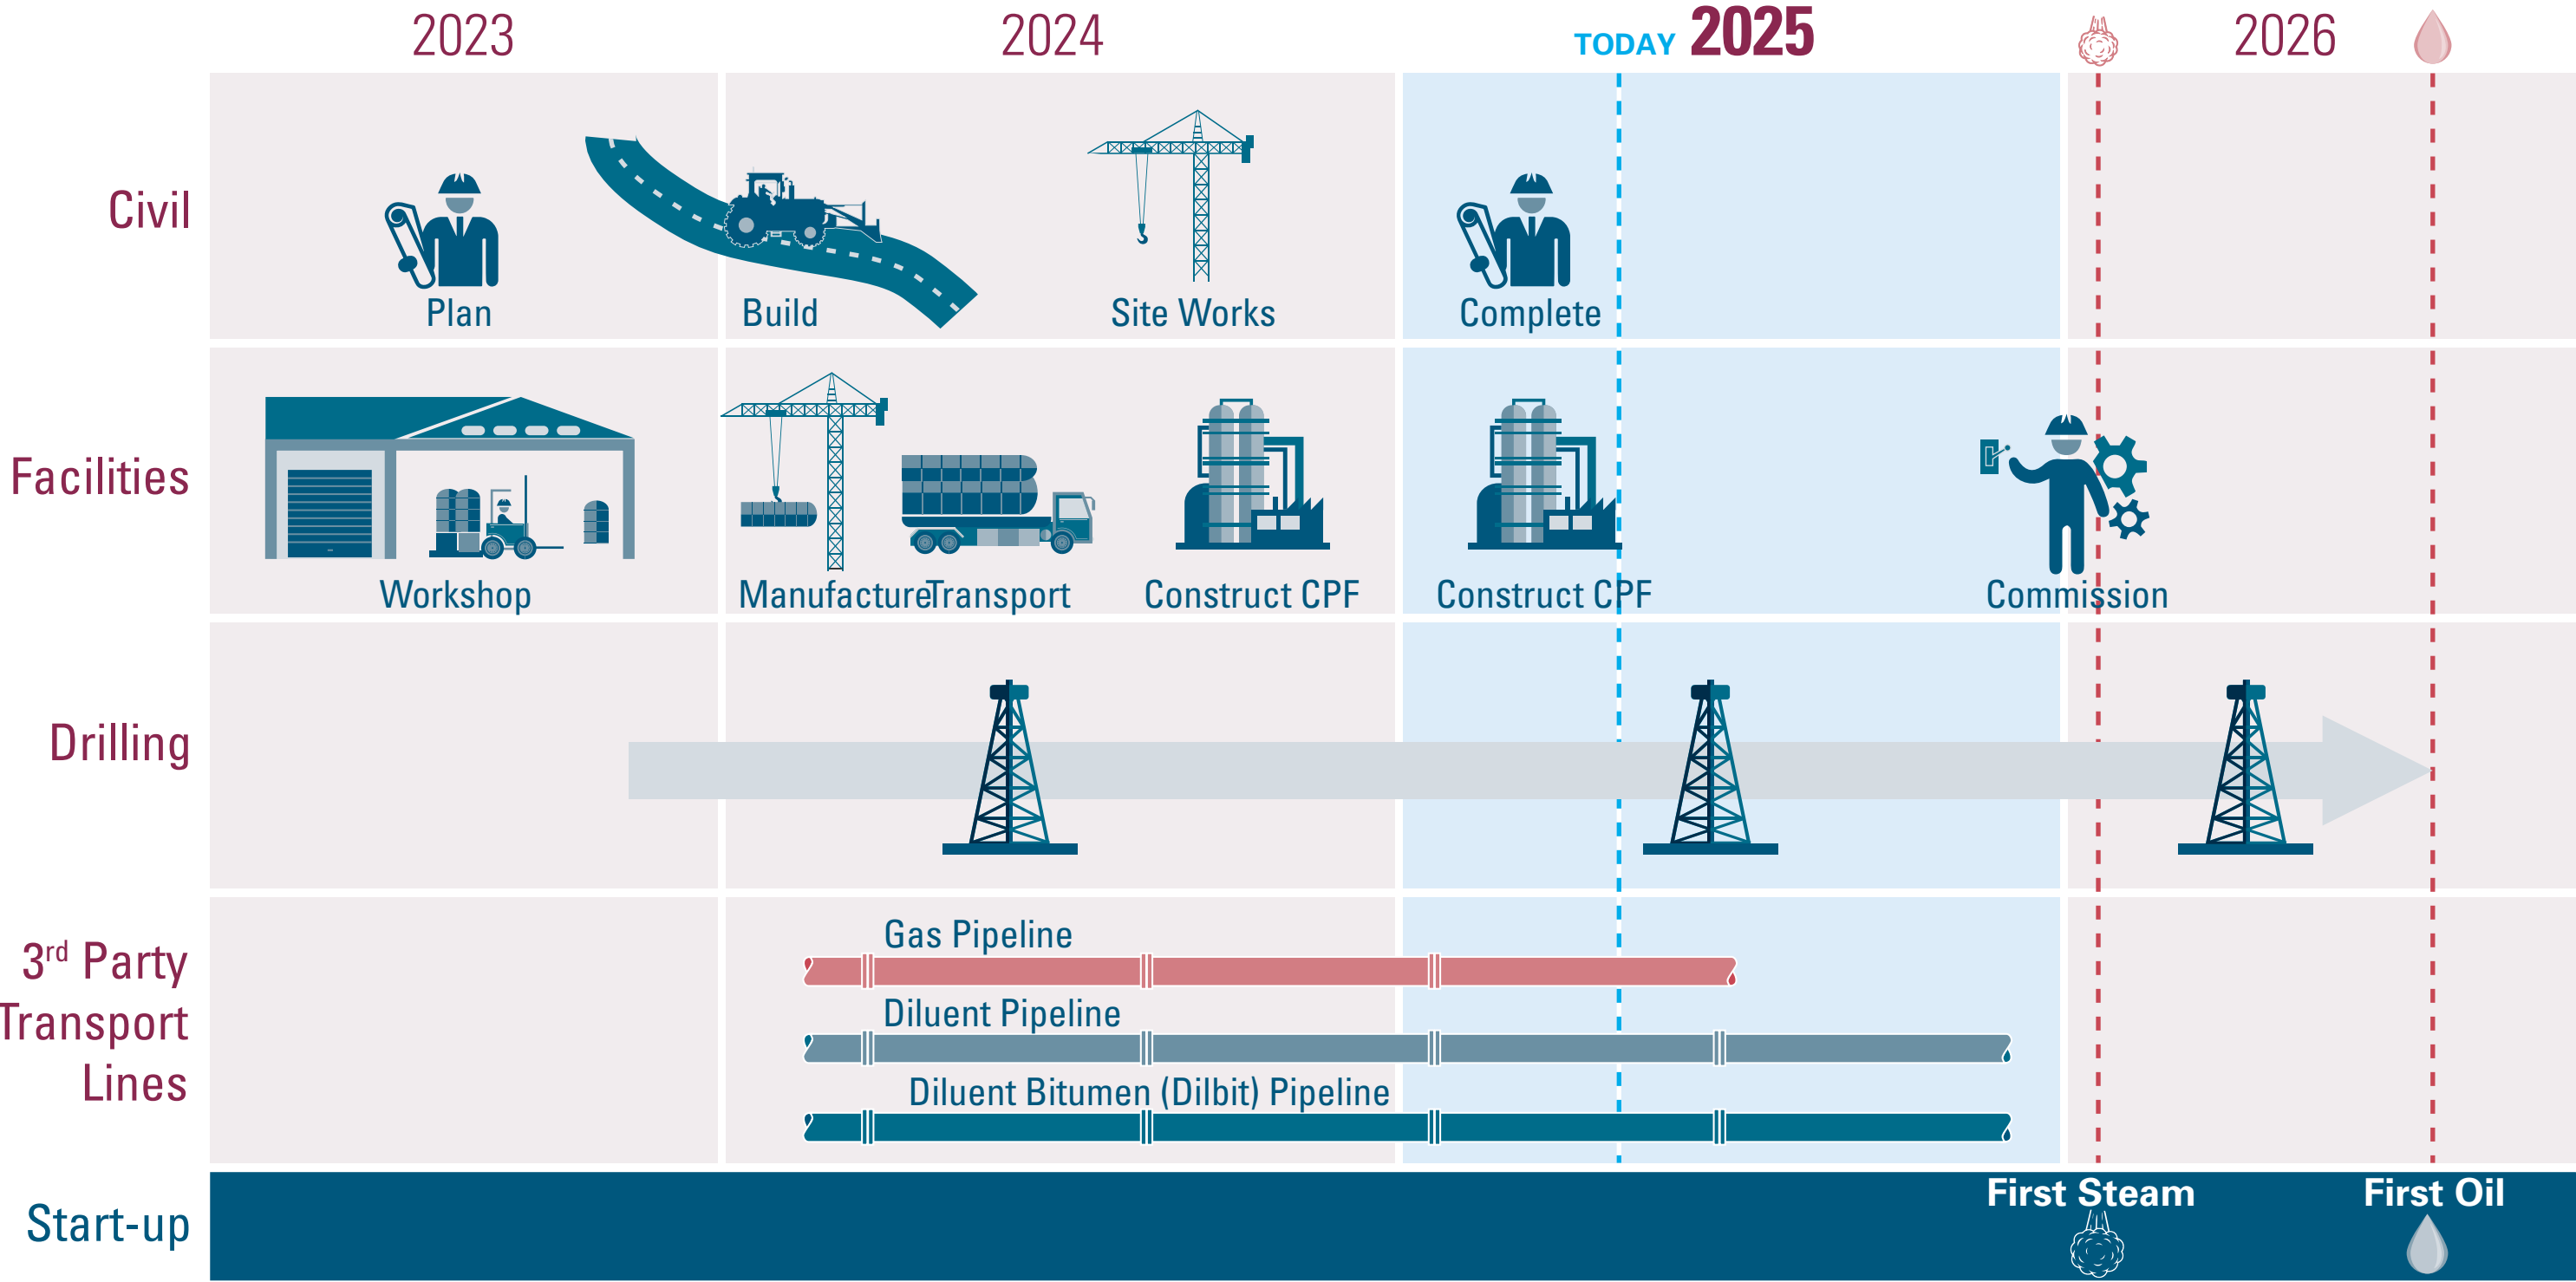 2023
2024
TODAY 2025
2026
Civil
Plan
Build
Site Works
Complete
Facilities
Workshop
Manufacture
Transport
Construct CPF
Construct CPF
Commission
Drilling
3rd Party
Transport
Lines
Gas Pipeline
Diluent Pipeline
Diluent Bitumen (Dilbit) Pipeline
Start-up
First Steam
First Oil